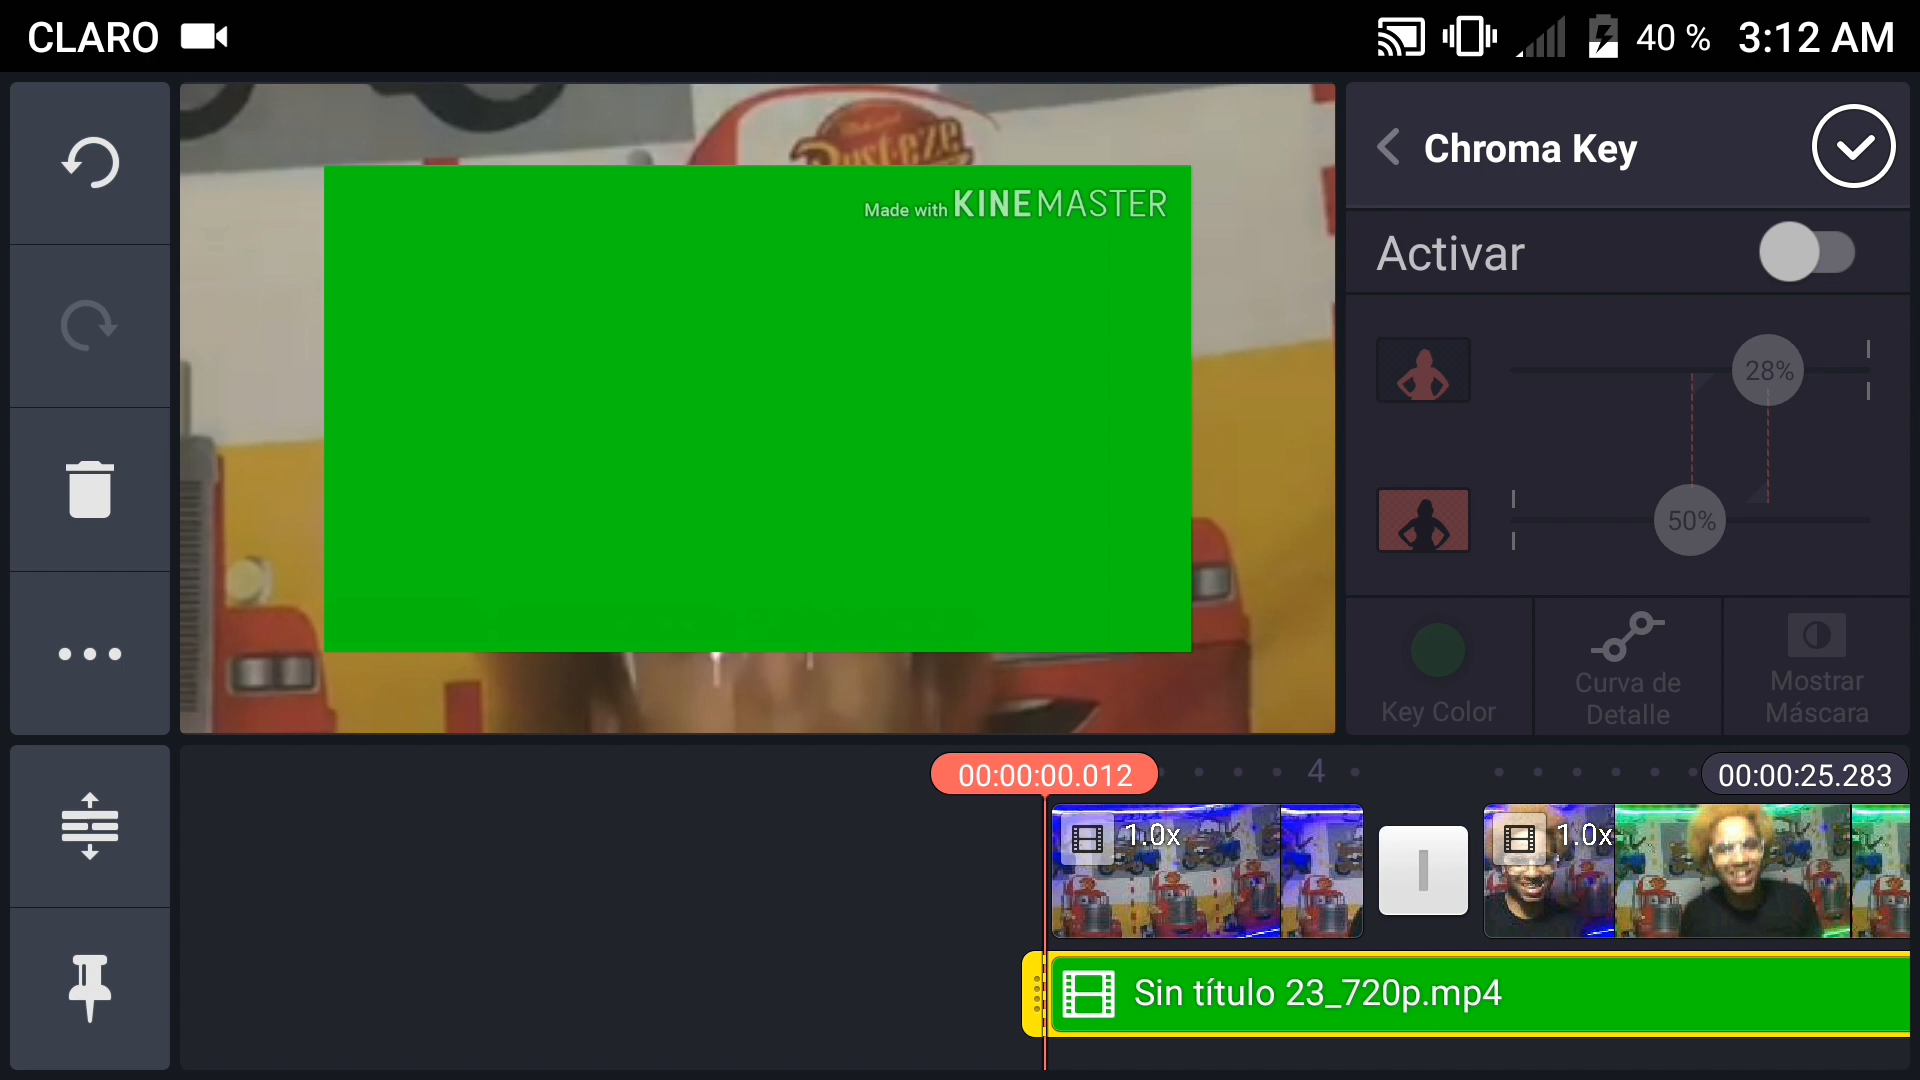 CLARO
40 % 3:12 AM
Rusteze
Made with KINEMASTER
Chroma Key
Activar
28%
50%
Key Color
Curva de
Detalle
Mostrar
Máscara
00:00:00.012
4
00:00:25.283
1.0x
1.0x
Sin título 23_720p.mp4